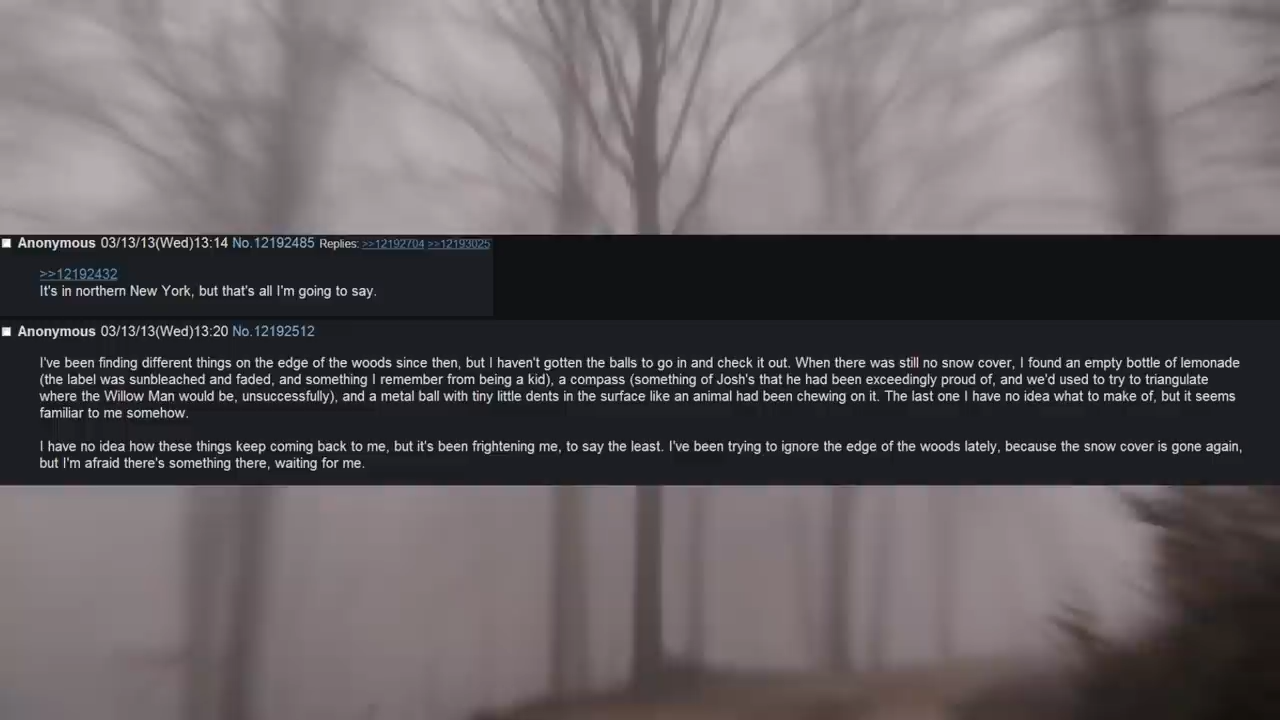 Anonymous 03/13/13(Wed)13:14 No.12192485 Replies: >>12192704 >>12193025
>>12192432
It's in northern New York, but that's all I'm going to say.
Anonymous 03/13/13(Wed)13:20 No.12192512
I've been finding different things on the edge of the woods since then, but I haven't gotten the balls to go in and check it out. When there was still no snow cover, I found an empty bottle of lemonade
(the label was sunbleached and faded, and something I remember from being a kid), a compass (something of Josh's that he had been exceedingly proud of, and we'd used to try to triangulate
where the Willow Man would be, unsuccessfully), and a metal ball with tiny little dents in the surface like an animal had been chewing on it. The last one I have no idea what to make of, but it seems
familiar to me somehow.
I have no idea how these things keep coming back to me, but it's been frightening me, to say the least. I've been trying to ignore the edge of the woods lately, because the snow cover is gone again,
but I'm afraid there's something there, waiting for me.